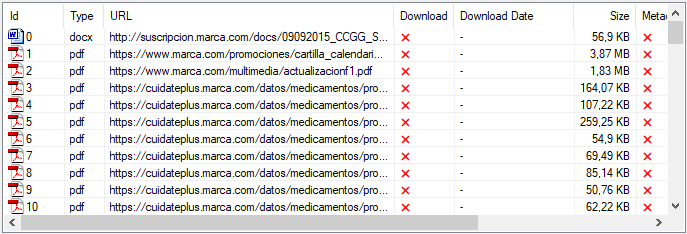 Id Type URL Download Download Date Size Metac
0 docx http://suscripcion.marca.com/docs/09092015_CCGG_S... × - 56,9 KB ×
1 pdf https://www.marca.com/promociones/cartilla_calendari... × - 3,87 MB ×
2 pdf https://www.marca.com/multimedia/actualizacionf1.pdf × - 1,83 MB ×
3 pdf https://cuidateplus.marca.com/datos/medicamentos/pro... × - 164,07 KB ×
4 pdf https://cuidateplus.marca.com/datos/medicamentos/pro... × - 107,22 KB ×
5 pdf https://cuidateplus.marca.com/datos/medicamentos/pro... × - 259,25 KB ×
6 pdf https://cuidateplus.marca.com/datos/medicamentos/pro... × - 54,9 KB ×
7 pdf https://cuidateplus.marca.com/datos/medicamentos/pro... × - 69,49 KB ×
8 pdf https://cuidateplus.marca.com/datos/medicamentos/pro... × - 85,14 KB ×
9 pdf https://cuidateplus.marca.com/datos/medicamentos/pro... × - 50,76 KB ×
10 pdf https://cuidateplus.marca.com/datos/medicamentos/pro... × - 62,22 KB ×